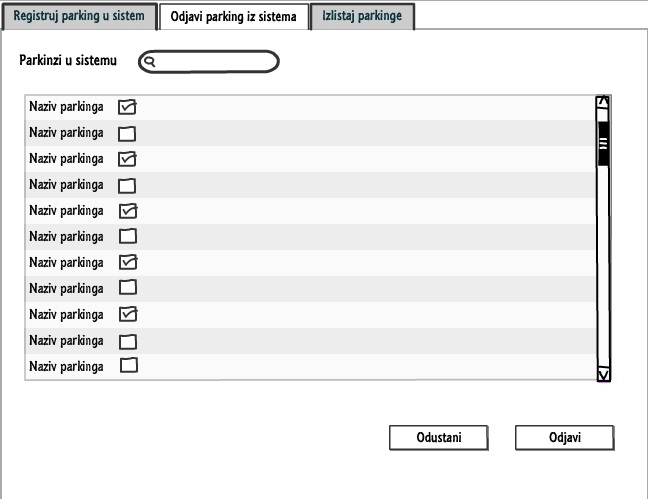 Registruj parking u sistem
Odjavi parking iz sistema
Izlistaj parkinge
Parkinzi u sistemu
Naziv parkinga
Naziv parkinga
Naziv parkinga
Naziv parkinga
Naziv parkinga
Naziv parkinga
Naziv parkinga
Naziv parkinga
Naziv parkinga
Naziv parkinga
Naziv parkinga
Odustani
Odjavi